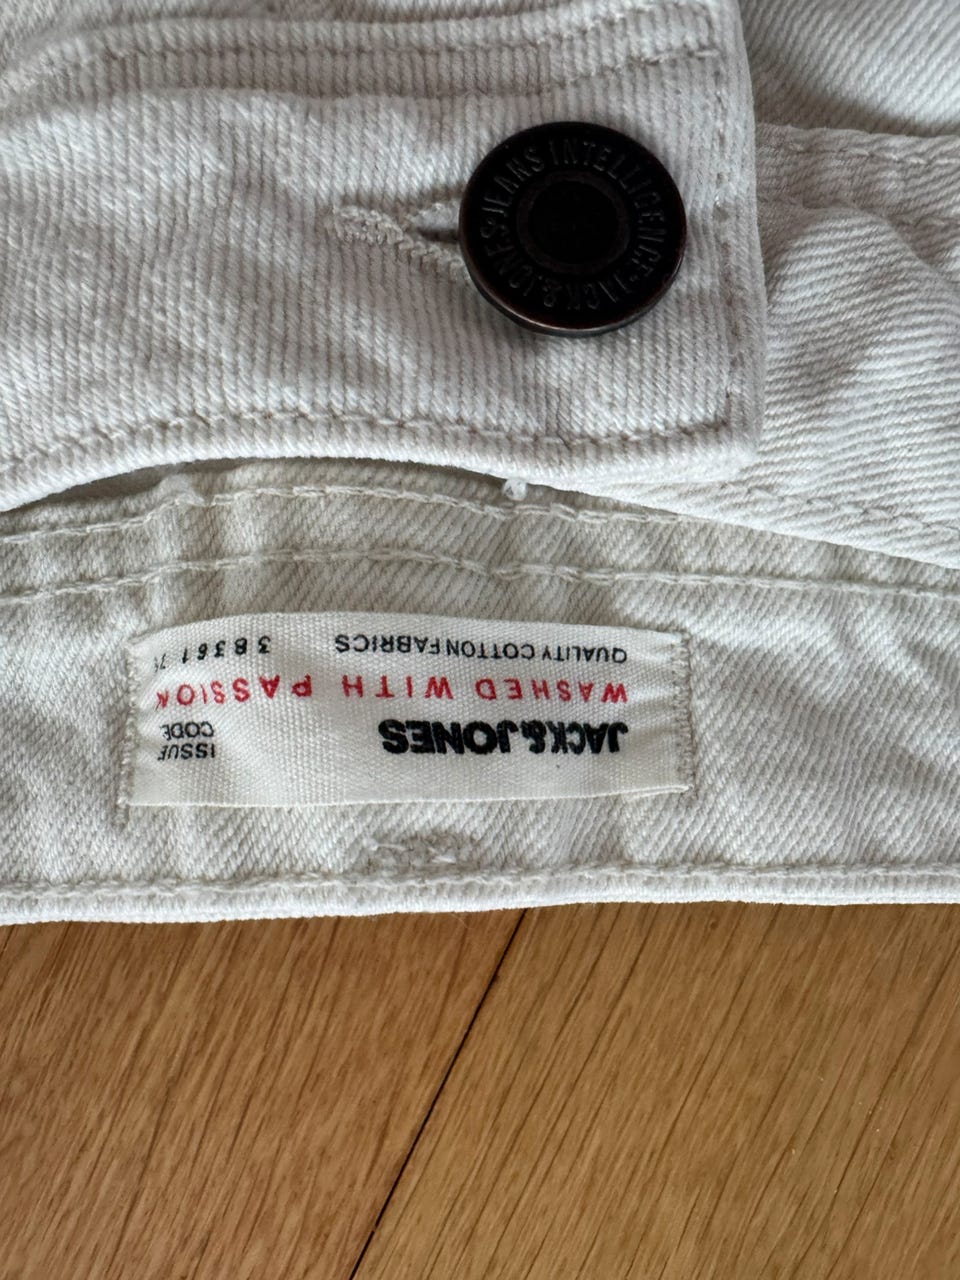 JEANS INTELLIGENCE·JACK&JONES·
JACK&JONES
ISSUE
CODE
WASHED WITH PASSION
QUALITY COTTON FABRICS